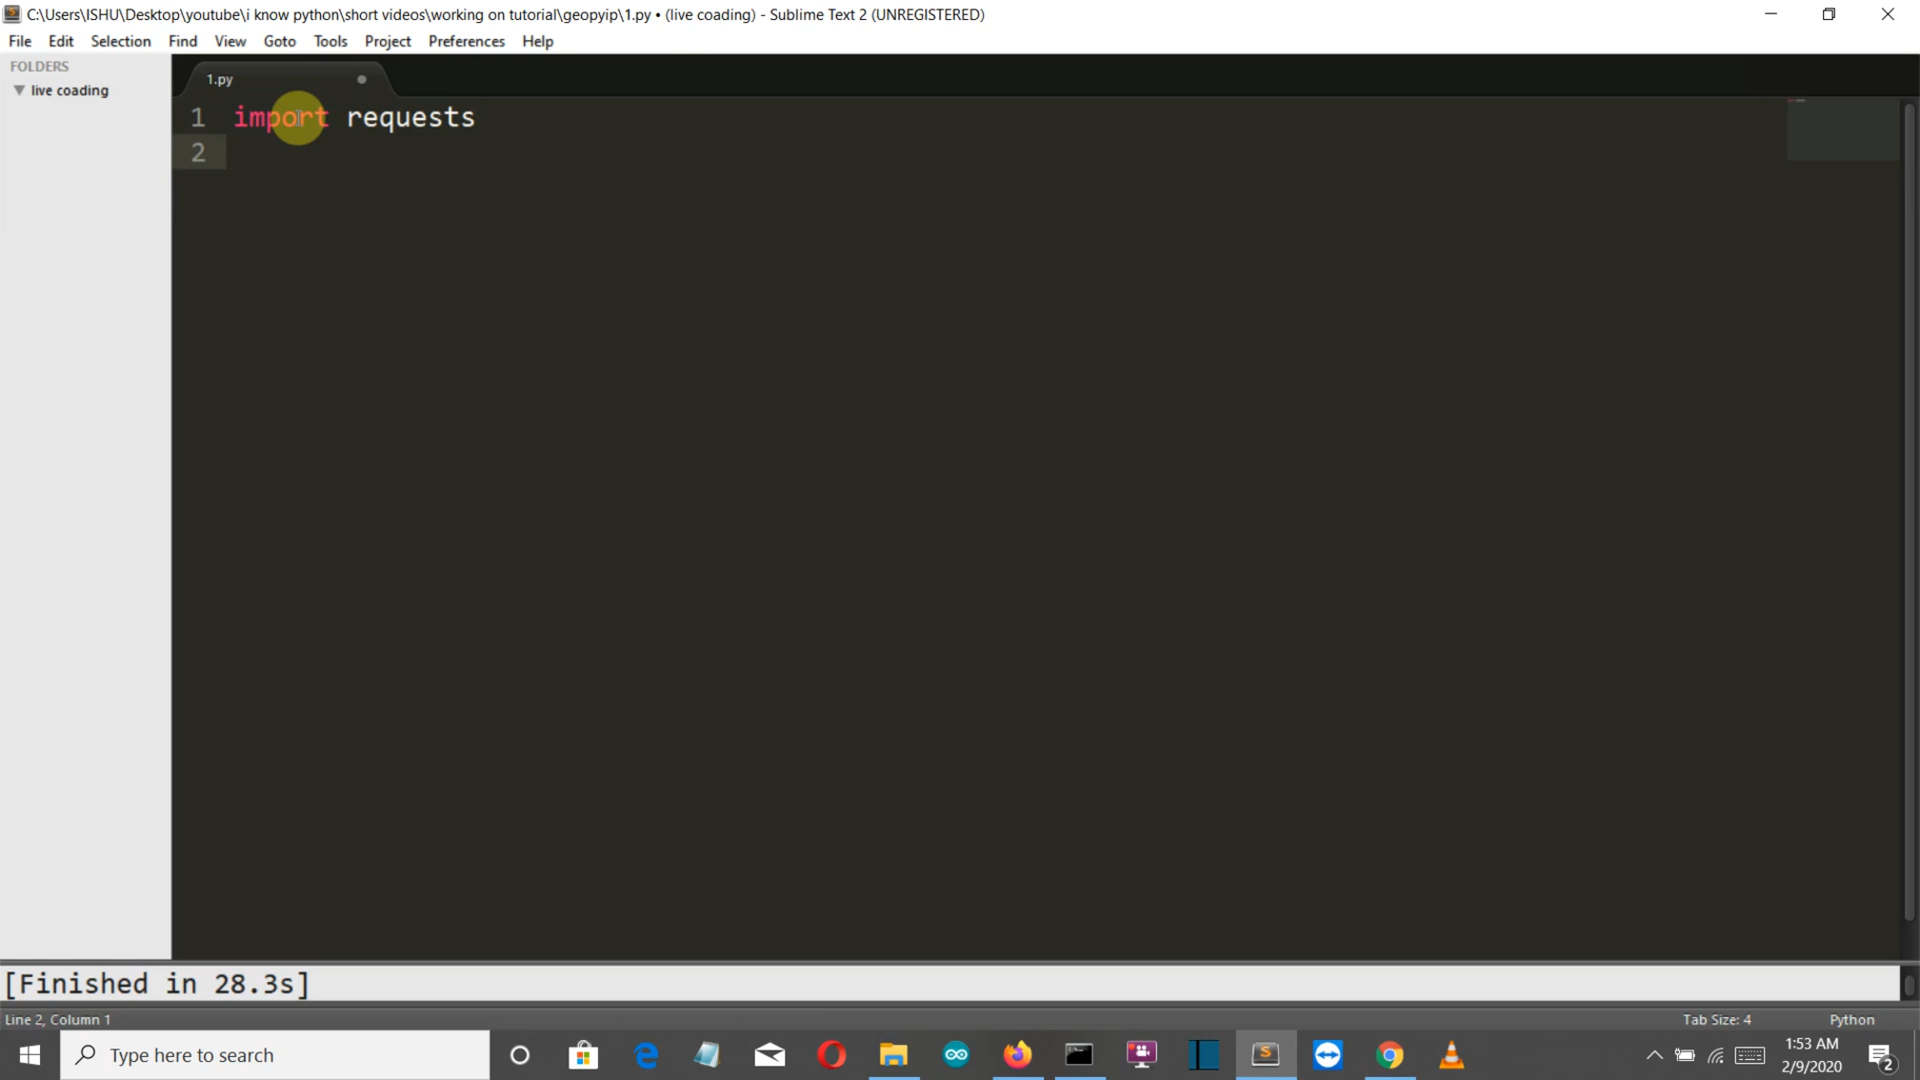 C:\Users\ISHU\Desktop\youtube\i know python\short videos\working on tutorial\geopyip\1.py • (live coading) - Sublime Text 2 (UNREGISTERED)
File Edit Selection Find View Goto Tools Project Preferences Help
FOLDERS
live coading
1.py
1 import requests
2
[Finished in 28.3s]
Line 2, Column 1
Tab Size: 4
Python
Type here to search
1:53 AM
2/9/2020
2